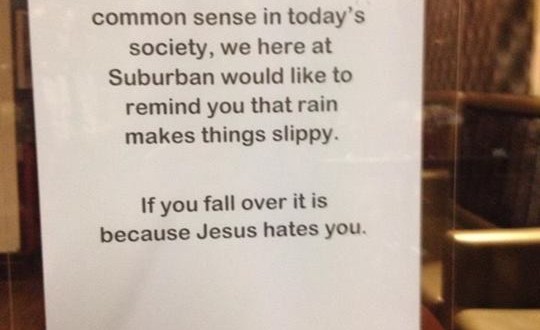 common sense in today's
society, we here at
Suburban would like to
remind you that rain
makes things slippy.
If you fall over it is
because Jesus hates you.